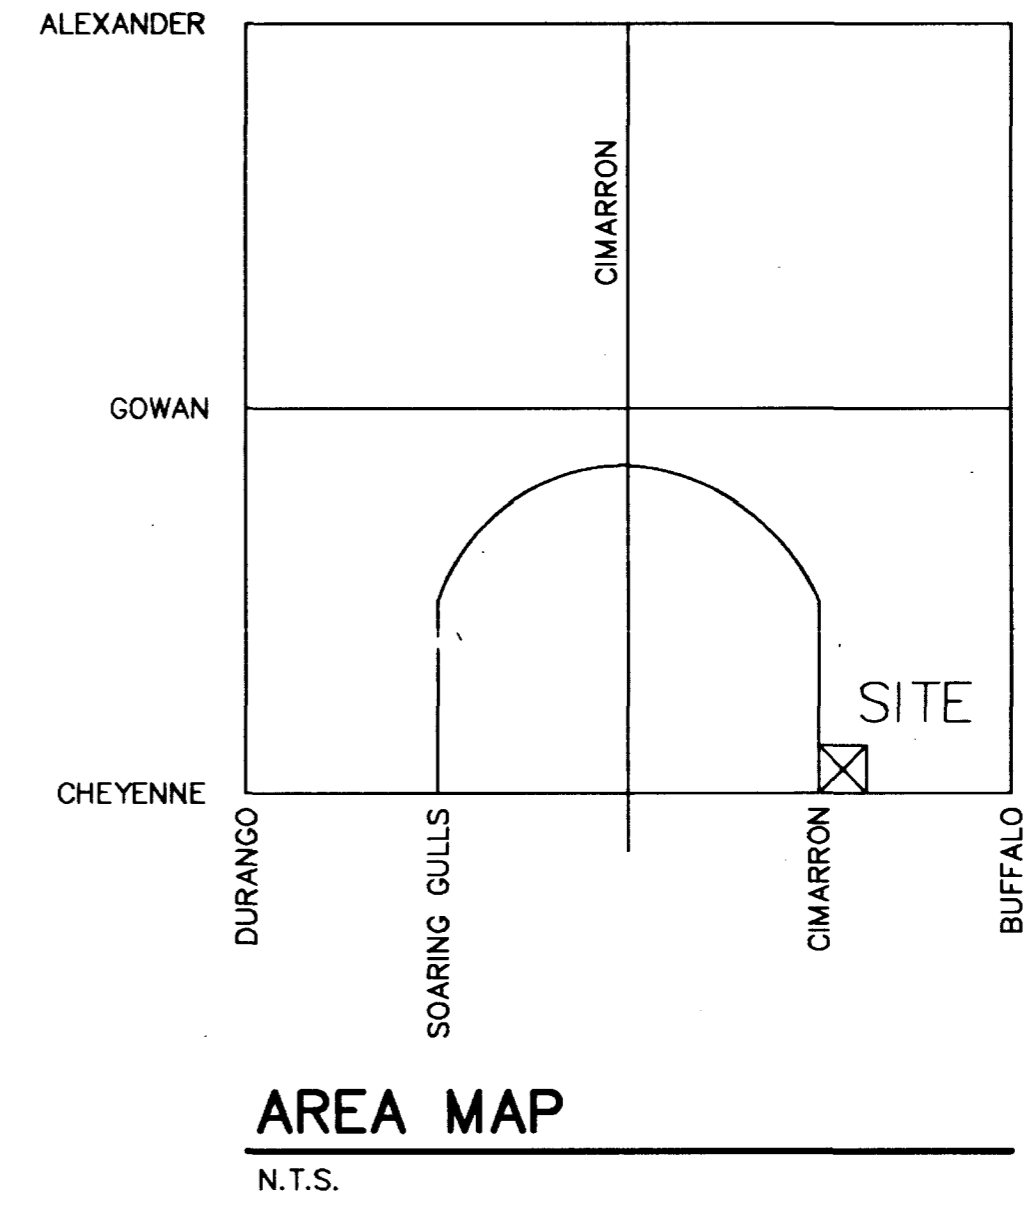 ALEXANDER
CIMARRON
GOWAN
SITE
CHEYENNE
DURANGO
SOARING GULLS
CIMARRON
BUFFALO
AREA MAP
N.T.S.